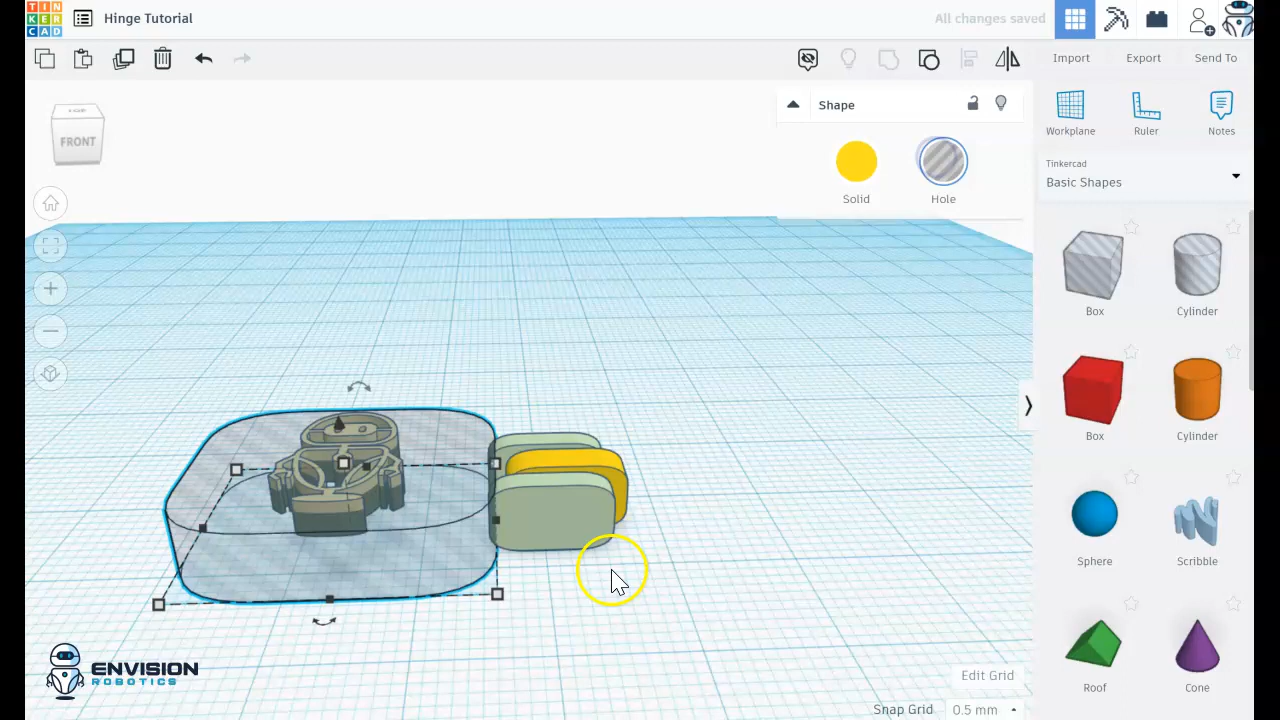 TIN
KER
CAD
Hinge Tutorial
All changes saved
Import
Export
Send To
FRONT
Shape
Solid
Hole
Workplane
Ruler
Notes
Tinkercad
Basic Shapes
Box
Cylinder
Box
Cylinder
Sphere
Scribble
Roof
Cone
Edit Grid
Snap Grid
0.5 mm
ENVISION
ROBOTICS